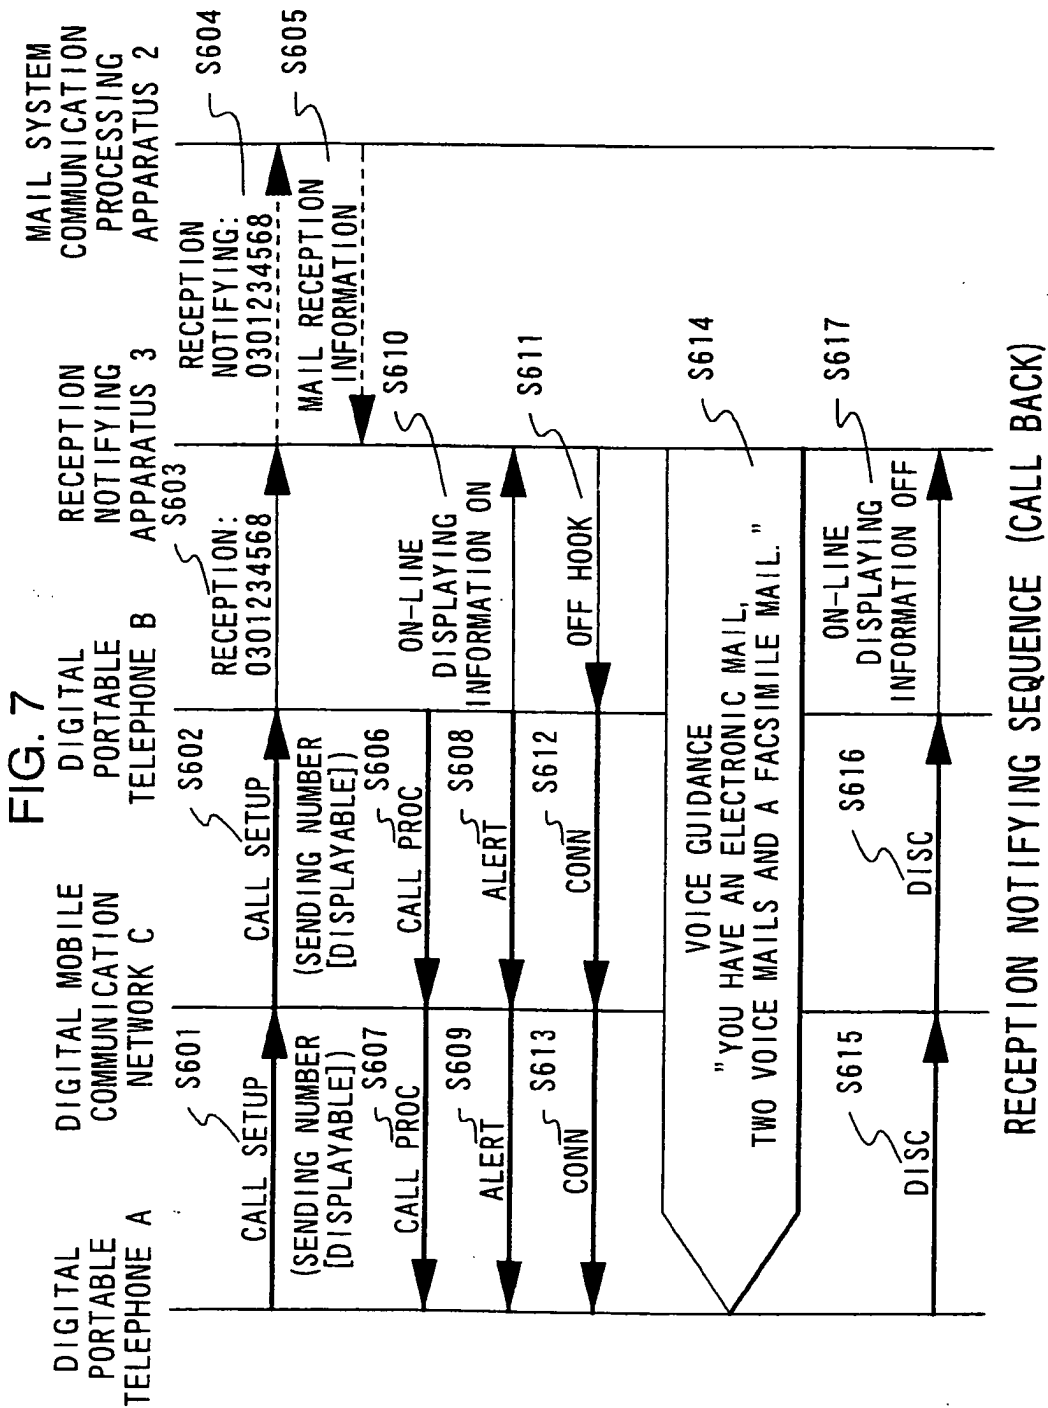 FIG. 7
DIGITAL
PORTABLE
TELEPHONE A
DIGITAL MOBILE
COMMUNICATION
NETWORK C
DIGITAL
PORTABLE
TELEPHONE B
RECEPTION
NOTIFYING
APPARATUS 3
MAIL SYSTEM
COMMUNICATION
PROCESSING
APPARATUS 2
S601
CALL SETUP
(SENDING NUMBER
[DISPLAYABLE])
S602
CALL SETUP
(SENDING NUMBER
[DISPLAYABLE])
S603
RECEPTION:
0301234568
S604
RECEPTION
NOTIFYING:
0301234568
S605
MAIL RECEPTION
INFORMATION
S607
CALL PROC
S606
CALL PROC
S609
ALERT
S608
ALERT
S610
ON-LINE
DISPLAYING
INFORMATION ON
S613
CONN
S612
CONN
S611
OFF HOOK
S614
VOICE GUIDANCE
"YOU HAVE AN ELECTRONIC MAIL,
TWO VOICE MAILS AND A FACSIMILE MAIL."
S615
DISC
S616
DISC
S617
ON-LINE
DISPLAYING
INFORMATION OFF
RECEPTION NOTIFYING SEQUENCE (CALL BACK)